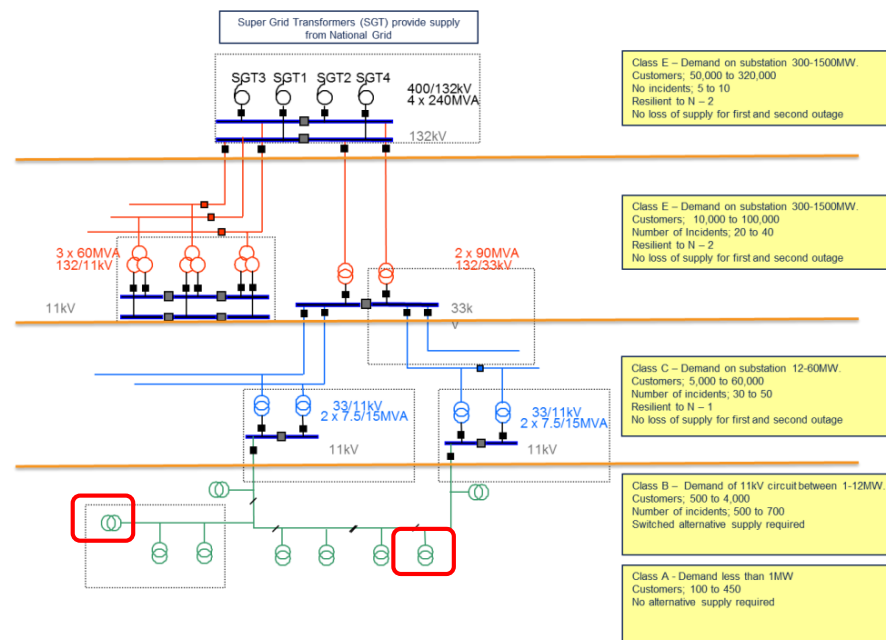 Super Grid Transformers (SGT) provide supply
from National Grid
SGT3 SGT1 SGT2 SGT4
400/132kV
4 x 240MVA
132kV
Class E – Demand on substation 300-1500MW.
Customers; 50,000 to 320,000
No incidents; 5 to 10
Resilient to N – 2
No loss of supply for first and second outage
3 x 60MVA
132/11kV
11kV
2 x 90MVA
132/33kV
33k
V
Class E – Demand on substation 300-1500MW.
Customers; 10,000 to 100,000
Number of Incidents; 20 to 40
Resilient to N – 2
No loss of supply for first and second outage
33/11kV
2 x 7.5/15MVA
11kV
33/11kV
2 x 7.5/15MVA
11kV
Class C – Demand on substation 12-60MW.
Customers; 5,000 to 60,000
Number of incidents; 30 to 50
Resilient to N – 1
No loss of supply for first and second outage
Class B – Demand of 11kV circuit between 1-12MW.
Customers; 500 to 4,000
Number of incidents; 500 to 700
Switched alternative supply required
Class A - Demand less than 1MW
Customers; 100 to 450
No alternative supply required